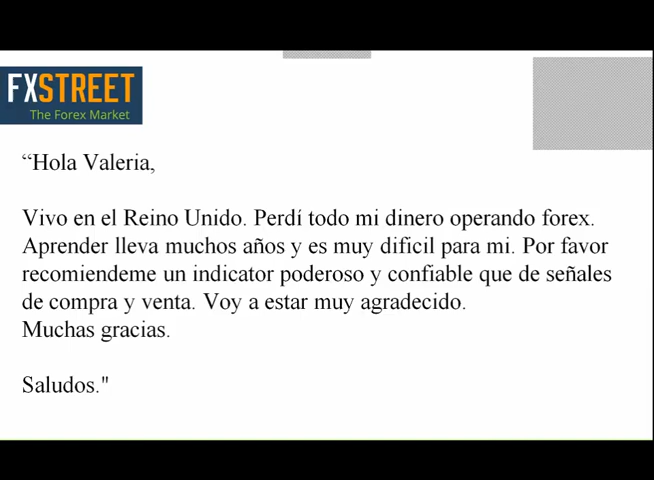 FXSTREET
The Forex Market
“Hola Valeria,
Vivo en el Reino Unido. Perdí todo mi dinero operando forex.
Aprender lleva muchos años y es muy dificil para mi. Por favor
recomiendeme un indicator poderoso y confiable que de señales
de compra y venta. Voy a estar muy agradecido.
Muchas gracias.
Saludos."